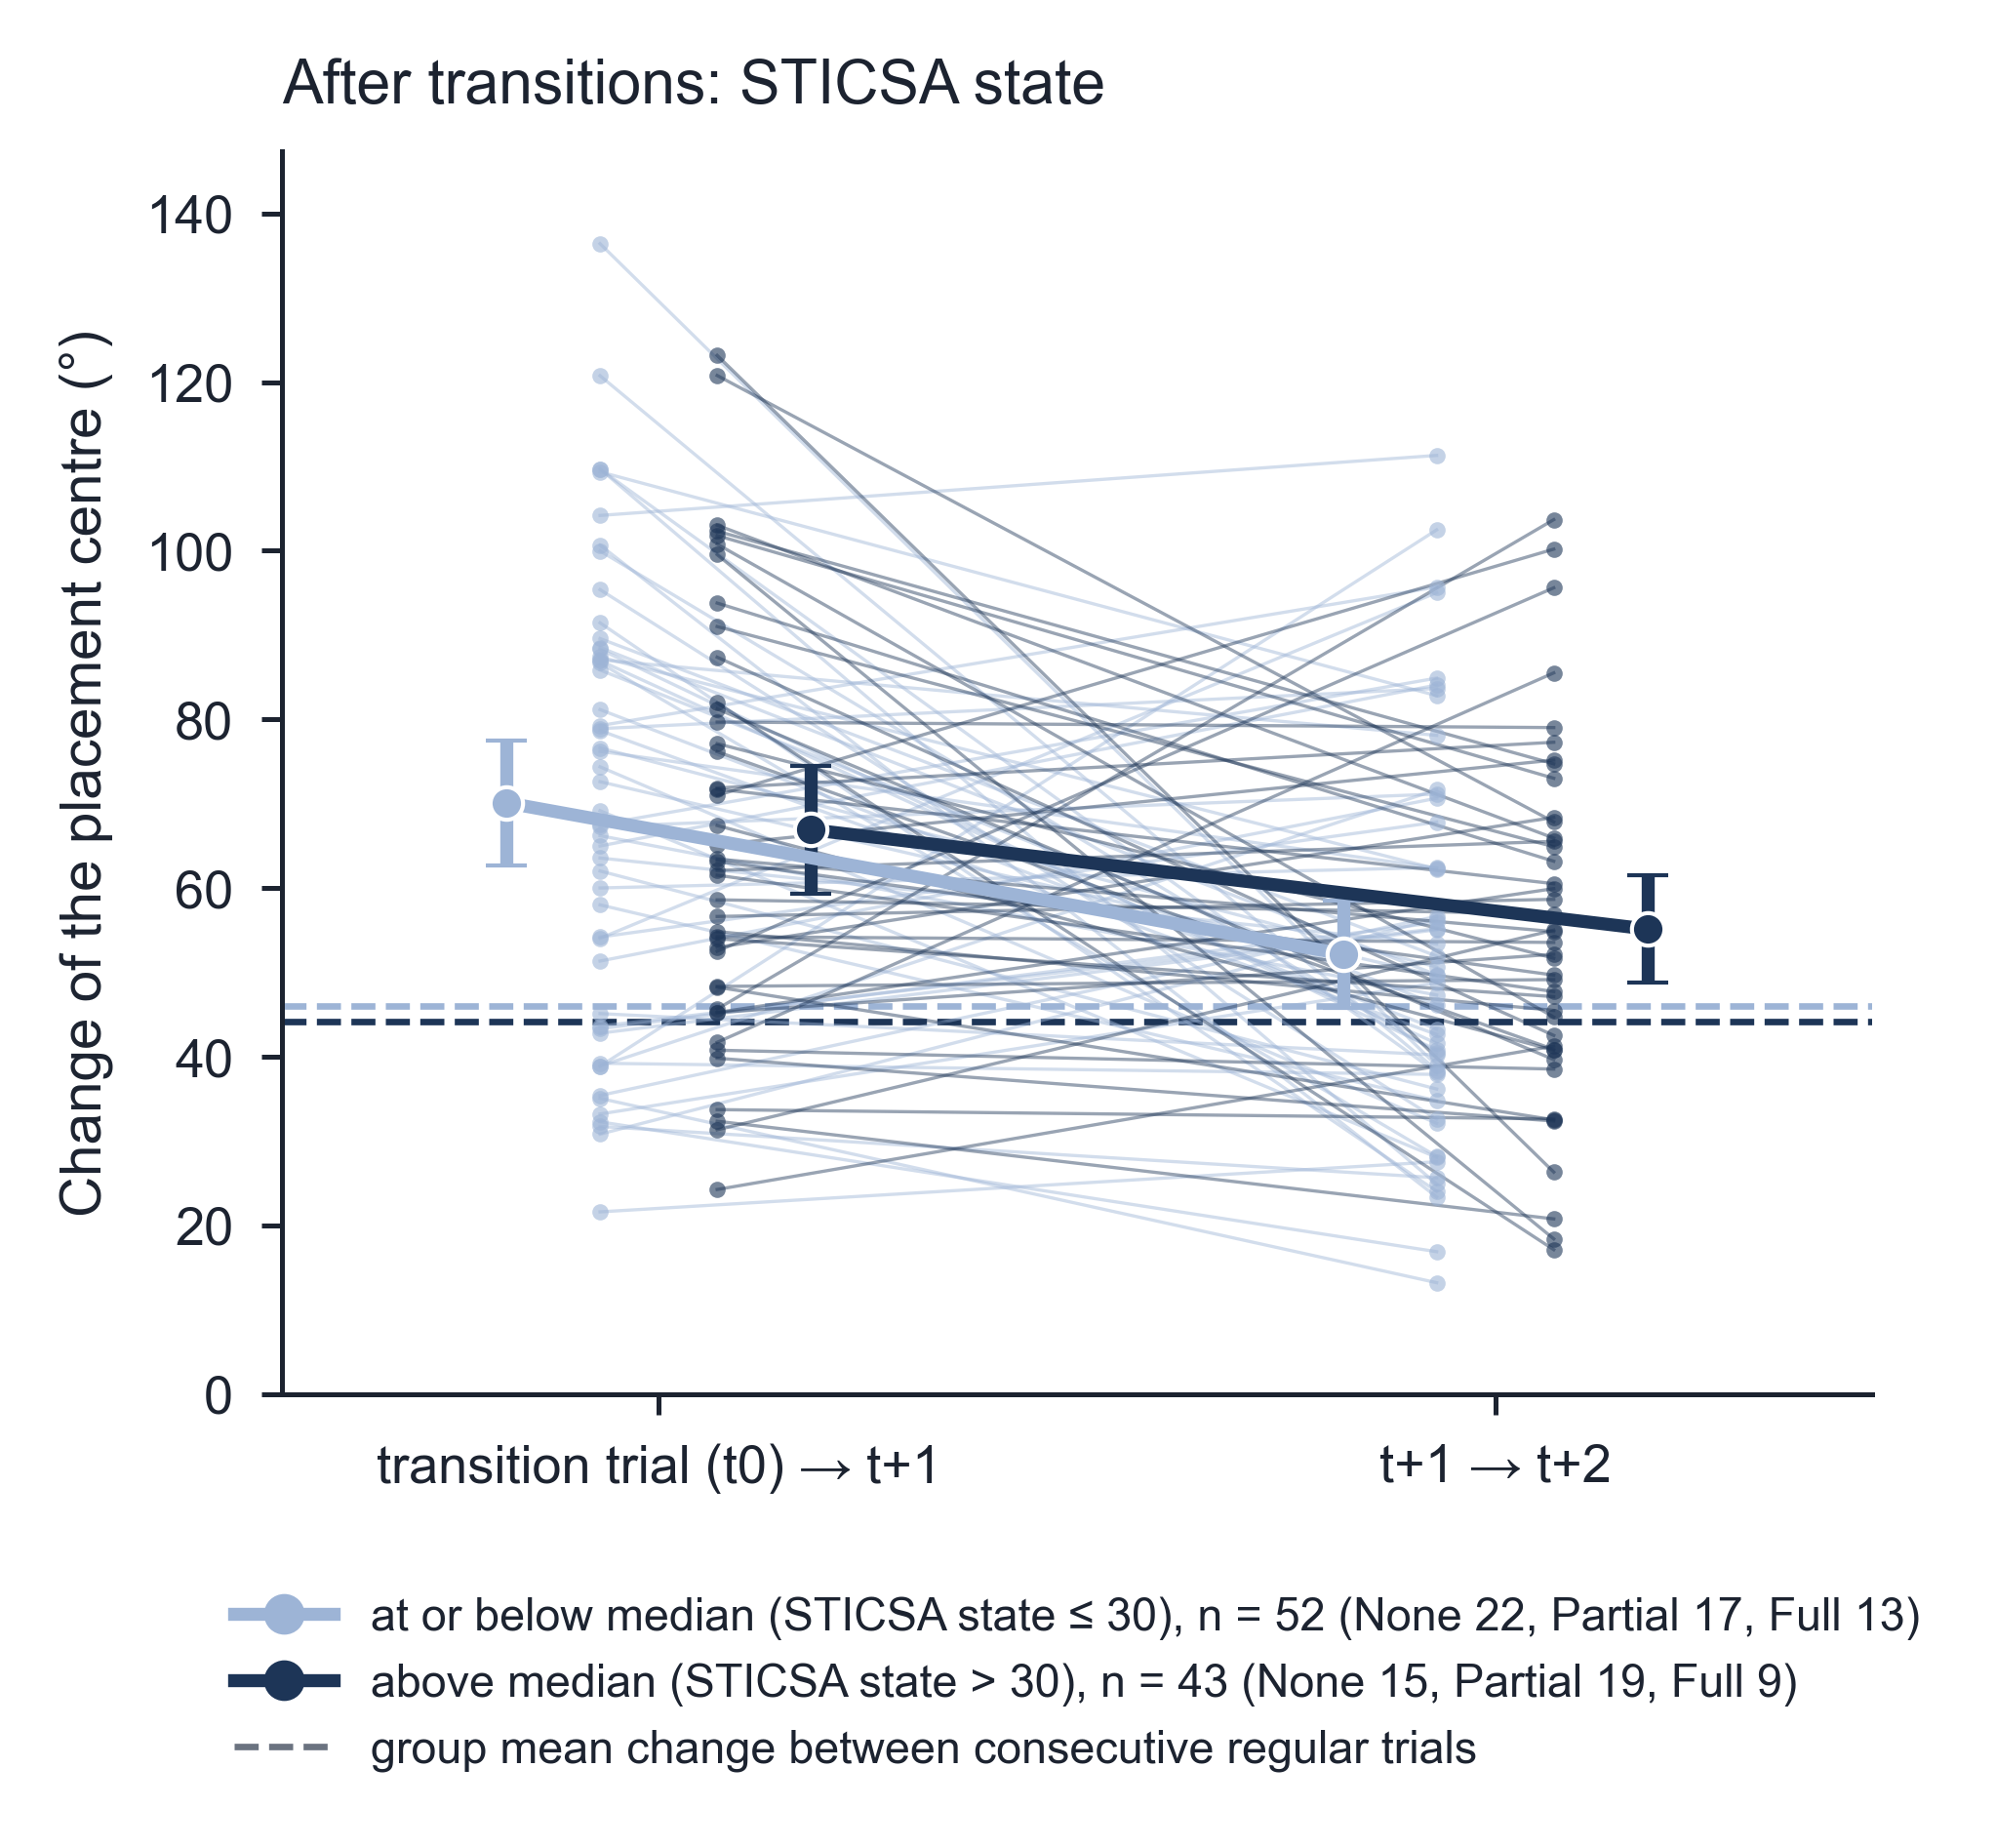 After transitions: STICSA state
Change of the placement centre (°)
140
120
100
80
60
40
20
0
transition trial (t0) → t+1
t+1 → t+2
at or below median (STICSA state ≤ 30), n = 52 (None 22, Partial 17, Full 13)
above median (STICSA state > 30), n = 43 (None 15, Partial 19, Full 9)
group mean change between consecutive regular trials